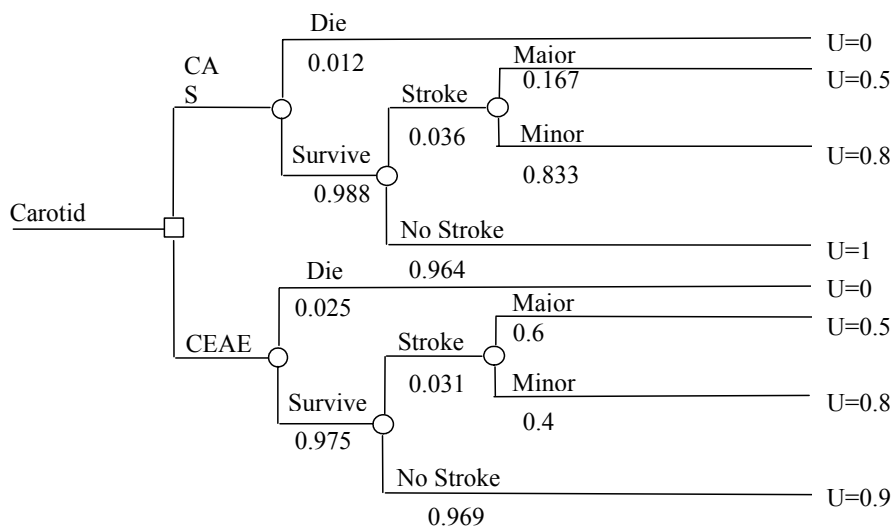 Die
U=0
0.012
CA
S
Major
0.167
U=0.5
Stroke
0.036
Minor
0.833
U=0.8
Survive
0.988
Carotid
No Stroke
0.964
U=1
Die
0.025
U=0
Major
0.6
U=0.5
CEAE
Stroke
0.031
Minor
0.4
U=0.8
Survive
0.975
No Stroke
0.969
U=0.9